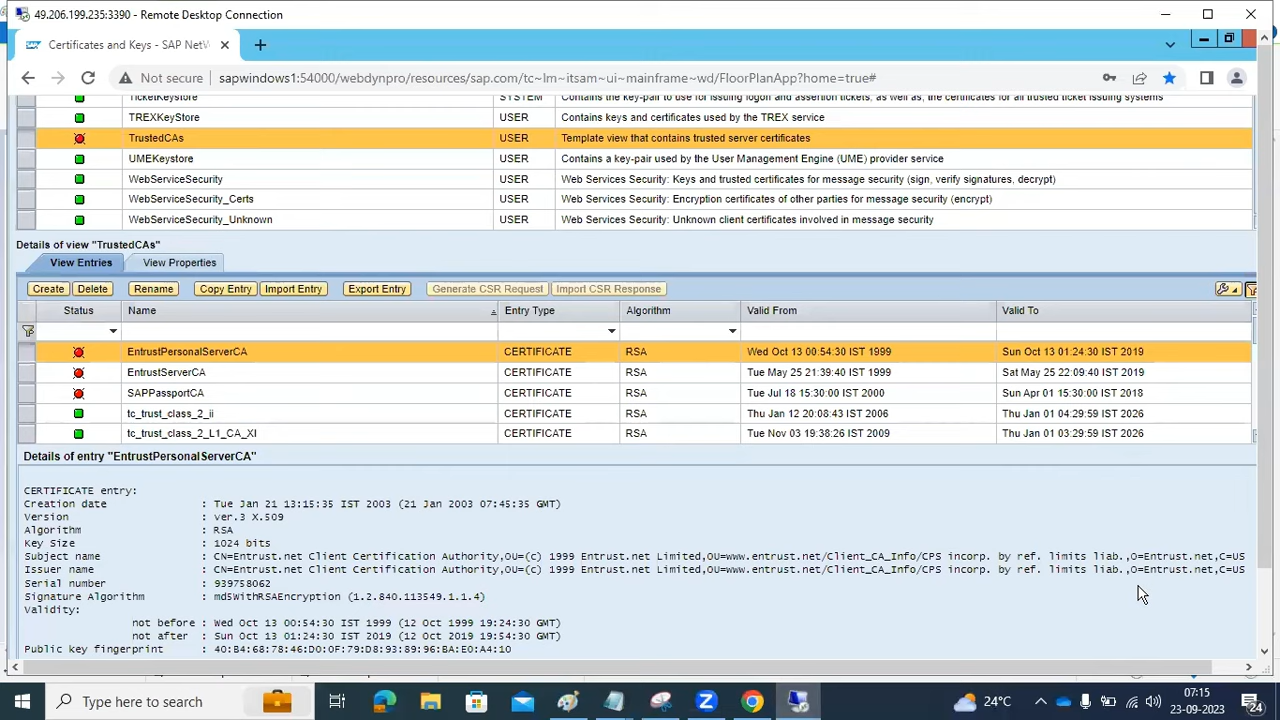 49.206.199.235:3390 - Remote Desktop Connection
Certificates and Keys - SAP NetW
Not secure sapwindows1:54000/webdynpro/resources/sap.com/tc~lm~itsam~ui~mainframe~wd/FloorPlanApp?home=true#
TicketKeystore SYSTEM Contains the key-pair to use for issuing logon and assertion tickets, as well as, the certificates for all trusted ticket issuing systems
TREXKeyStore USER Contains keys and certificates used by the TREX service
TrustedCAs USER Template view that contains trusted server certificates
UMEKeystore USER Contains a key-pair used by the User Management Engine (UME) provider service
WebServiceSecurity USER Web Services Security: Keys and trusted certificates for message security (sign, verify signatures, decrypt)
WebServiceSecurity_Certs USER Web Services Security: Encryption certificates of other parties for message security (encrypt)
WebServiceSecurity_Unknown USER Web Services Security: Unknown client certificates involved in message security
Details of view "TrustedCAs"
View Entries View Properties
Create Delete Rename Copy Entry Import Entry Export Entry Generate CSR Request Import CSR Response
Status Name Entry Type Algorithm Valid From Valid To
EntrustPersonalServerCA CERTIFICATE RSA Wed Oct 13 00:54:30 IST 1999 Sun Oct 13 01:24:30 IST 2019
EntrustServerCA CERTIFICATE RSA Tue May 25 21:39:40 IST 1999 Sat May 25 22:09:40 IST 2019
SAPPassportCA CERTIFICATE RSA Tue Jul 18 15:30:00 IST 2000 Sun Apr 01 15:30:00 IST 2018
tc_trust_class_2_ii CERTIFICATE RSA Thu Jan 12 20:08:43 IST 2006 Thu Jan 01 04:29:59 IST 2026
tc_trust_class_2_L1_CA_XI CERTIFICATE RSA Tue Nov 03 19:38:26 IST 2009 Thu Jan 01 03:29:59 IST 2026
Details of entry "EntrustPersonalServerCA"
CERTIFICATE entry:
Creation date : Tue Jan 21 13:15:35 IST 2003 (21 Jan 2003 07:45:35 GMT)
Version : ver.3 X.509
Algorithm : RSA
Key Size : 1024 bits
Subject name : CN=Entrust.net Client Certification Authority,OU=(c) 1999 Entrust.net Limited,OU=www.entrust.net/Client_CA_Info/CPS incorp. by ref. limits liab.,O=Entrust.net,C=US
Issuer name : CN=Entrust.net Client Certification Authority,OU=(c) 1999 Entrust.net Limited,OU=www.entrust.net/Client_CA_Info/CPS incorp. by ref. limits liab.,O=Entrust.net,C=US
Serial number : 939758062
Signature Algorithm : md5WithRSAEncryption (1.2.840.113549.1.1.4)
Validity:
not before : Wed Oct 13 00:54:30 IST 1999 (12 Oct 1999 19:24:30 GMT)
not after : Sun Oct 13 01:24:30 IST 2019 (12 Oct 2019 19:54:30 GMT)
Public key fingerprint : 40:B4:68:78:46:D0:0F:79:D8:93:89:96:BA:E0:A4:10
Type here to search
24°C
07:15
23-09-2023
24